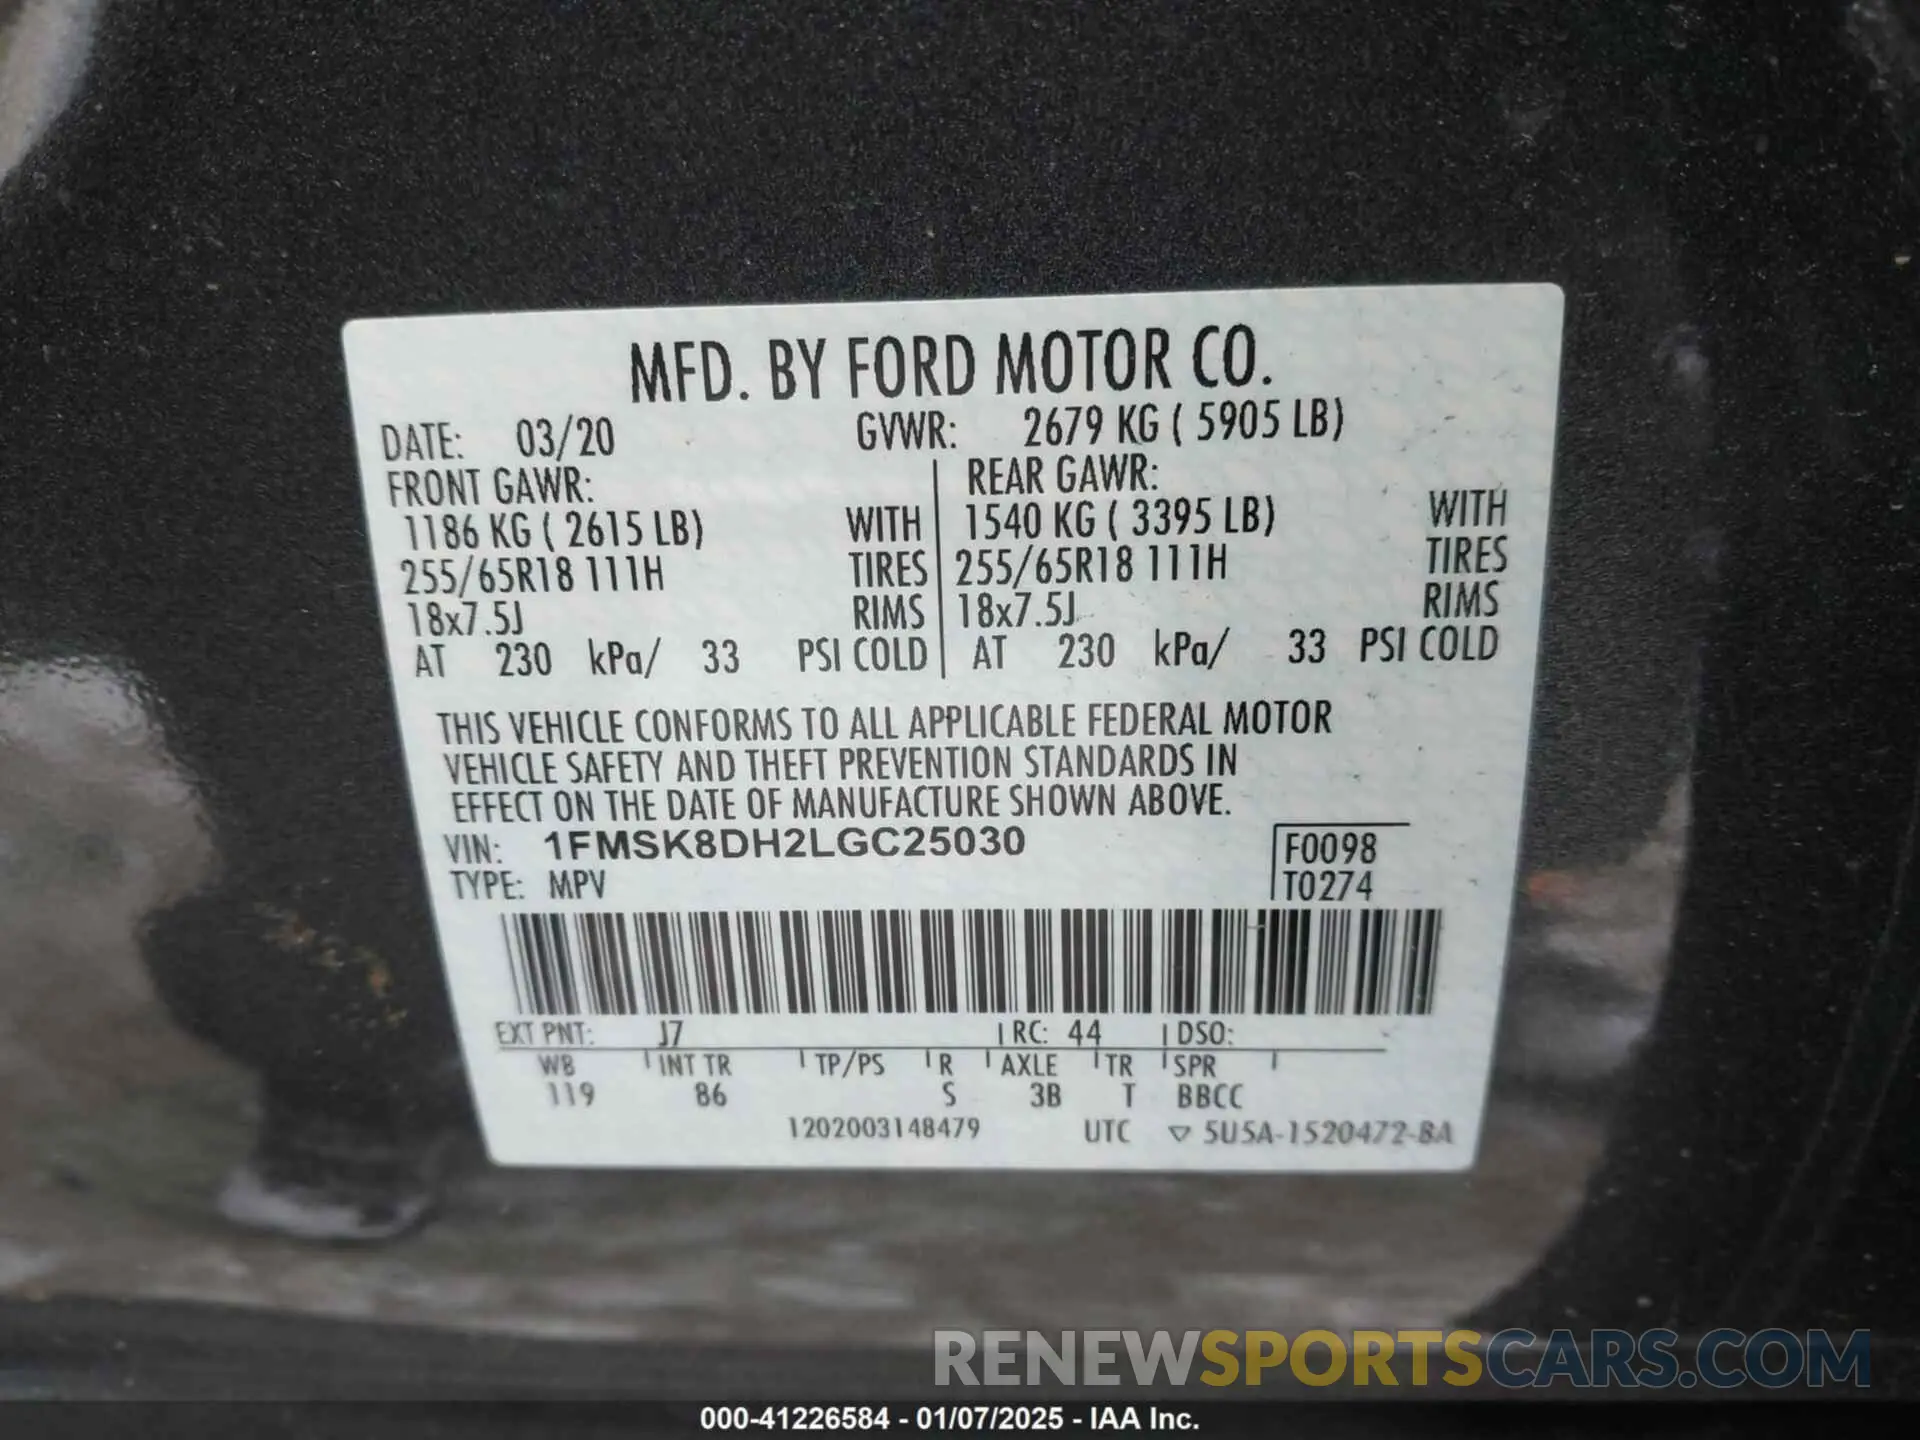 MFD. BY FORD MOTOR CO.
DATE: 03/20 GVWR: 2679 KG ( 5905 LB)
FRONT GAWR: REAR GAWR:
1186 KG ( 2615 LB) WITH 1540 KG ( 3395 LB) WITH
255/65R18 111H TIRES 255/65R18 111H TIRES
18x7.5J RIMS 18x7.5J RIMS
AT 230 kPa/ 33 PSI COLD AT 230 kPa/ 33 PSI COLD
THIS VEHICLE CONFORMS TO ALL APPLICABLE FEDERAL MOTOR
VEHICLE SAFETY AND THEFT PREVENTION STANDARDS IN
EFFECT ON THE DATE OF MANUFACTURE SHOWN ABOVE.
VIN: 1FMSK8DH2LGC25030 F0098
TYPE: MPV T0274
EXT PNT: J7 RC: 44 DSO:
WB INT TR TP/PS R AXLE TR SPR
119 86 S 3B T BBCC
1202003148479 UTC ▽ 5U5A-1520472-BA
RENEWSPORTSCARS.COM
000-41226584 - 01/07/2025 - IAA Inc.